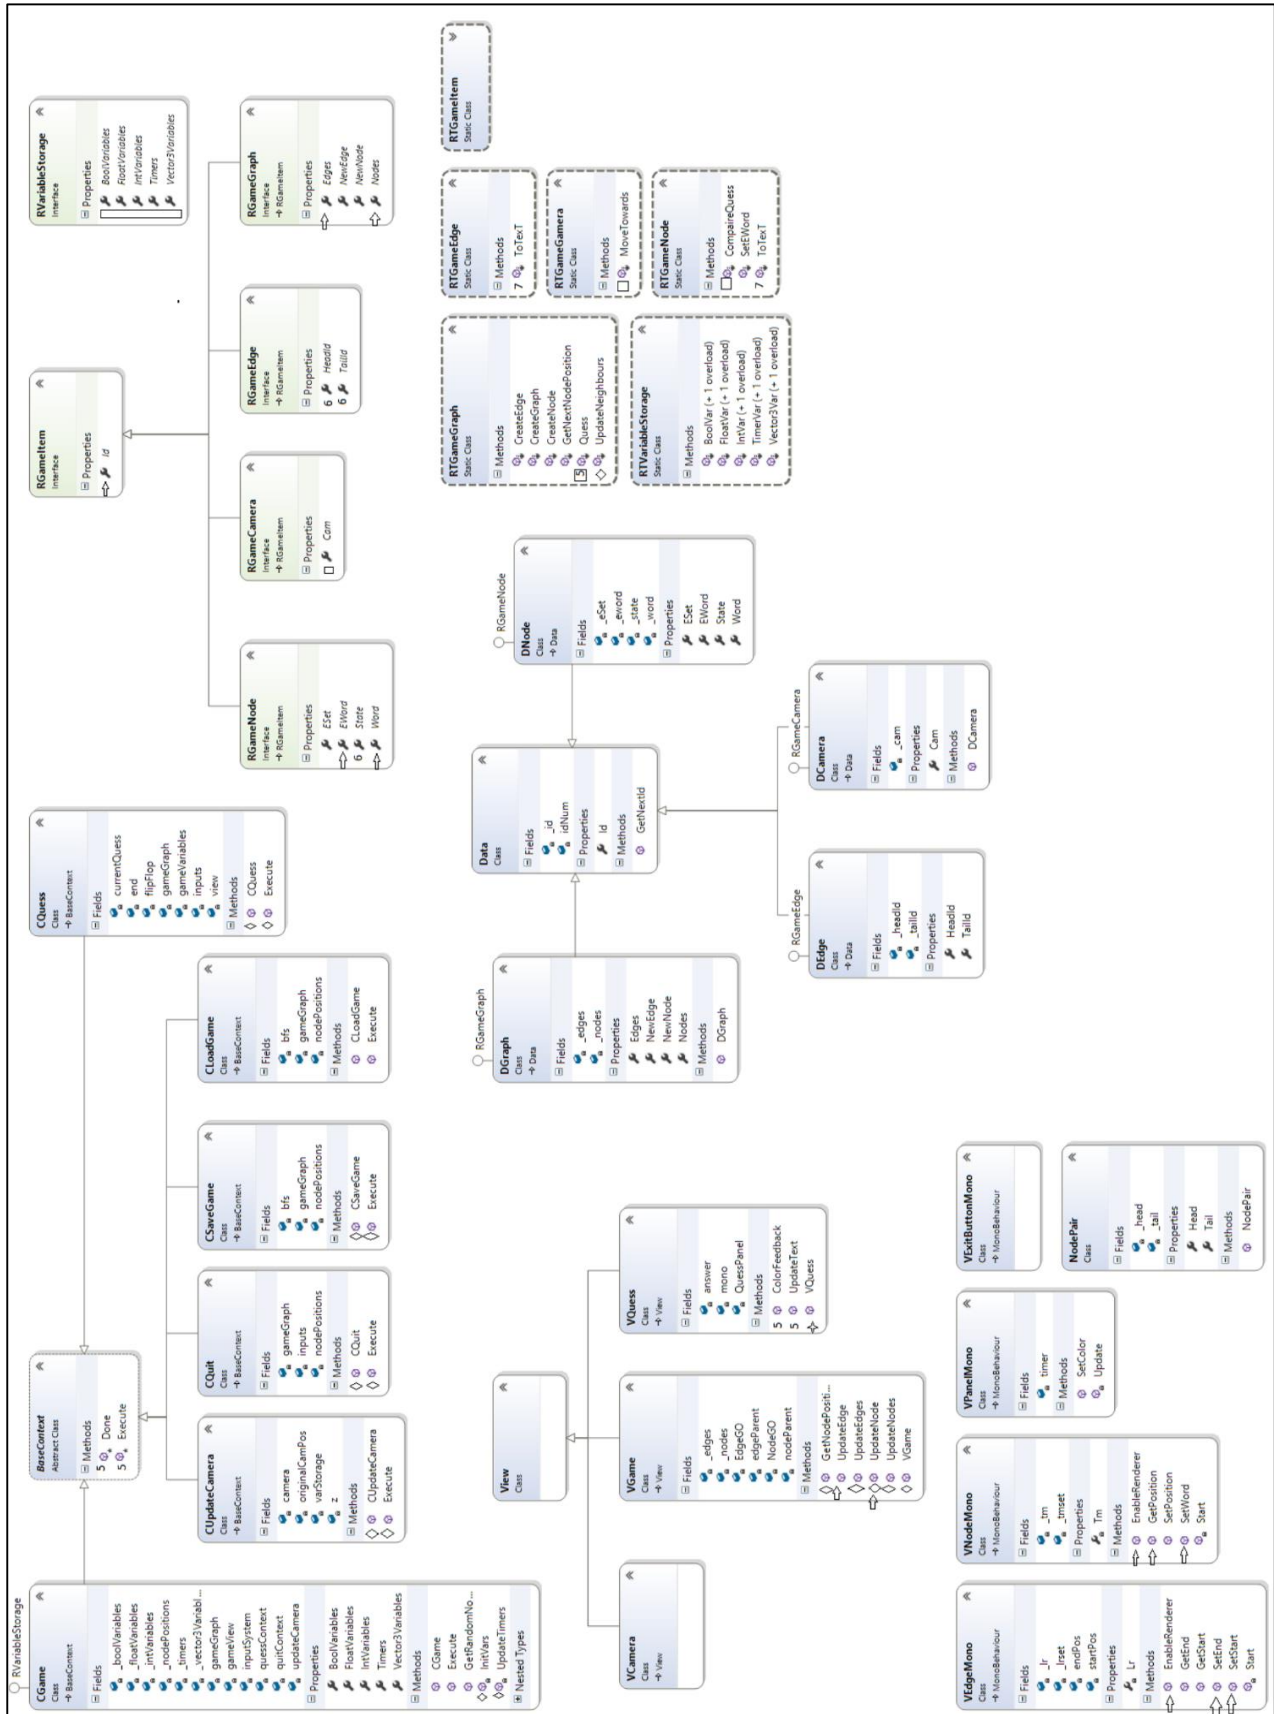 RVariableStorage
CGame
Class
BaseContext
Fields
_boolVariables
_floatVariables
_intVariables
_nodePositions
_timers
_vector3Variabl...
gameGraph
gameView
inputSystem
quessContext
quitContext
updateCamera
Properties
BoolVariables
FloatVariables
IntVariables
Timers
Vector3Variables
Methods
CGame
Execute
GetRandomNo...
InitVars
UpdateTimers
Nested Types
BaseContext
Abstract Class
Methods
5 Done
5 Execute
CUpdateCamera
Class
BaseContext
Fields
camera
originalCamPos
varStorage
z
Methods
CUpdateCamera
Execute
CQuit
Class
BaseContext
Fields
gameGraph
inputs
nodePositions
Methods
CQuit
Execute
CSaveGame
Class
BaseContext
Fields
bfs
gameGraph
nodePositions
Methods
CSaveGame
Execute
CLoadGame
Class
BaseContext
Fields
bfs
gameGraph
nodePositions
Methods
CLoadGame
Execute
CQuess
Class
BaseContext
Fields
currentQuess
end
flipFlop
gameGraph
gameVariables
inputs
view
Methods
CQuess
Execute
RGameItem
Interface
Properties
Id
RVariableStorage
Interface
Properties
BoolVariables
FloatVariables
IntVariables
Timers
Vector3Variables
RGameNode
Interface
RGameItem
Properties
ESet
EWord
6 State
Word
RGameCamera
Interface
RGameItem
Properties
Cam
RGameEdge
Interface
RGameItem
Properties
6 HeadId
6 TailId
RGameGraph
Interface
RGameItem
Properties
Edges
NewEdge
NewNode
Nodes
VCamera
Class
View
View
Class
VGame
Class
View
Fields
_edges
_nodes
EdgeGO
edgeParent
NodeGO
nodeParent
Methods
GetNodePositi...
UpdateEdge
UpdateEdges
UpdateNode
UpdateNodes
VGame
VQuess
Class
View
Fields
answer
mono
QuessPanel
Methods
5 ColorFeedback
5 UpdateText
VQuess
RGameGraph
DGraph
Class
Data
Fields
_edges
_nodes
Properties
Edges
NewEdge
NewNode
Nodes
Methods
DGraph
Data
Class
Fields
_id
idNum
Properties
Id
Methods
GetNextId
RGameNode
DNode
Class
Data
Fields
_eSet
_eword
_state
_word
Properties
ESet
EWord
State
Word
RGameEdge
DEdge
Class
Data
Fields
_headId
_tailId
Properties
HeadId
TailId
RGameCamera
DCamera
Class
Data
Fields
_cam
Properties
Cam
Methods
DCamera
RTGameGraph
Static Class
Methods
CreateEdge
CreateGraph
CreateNode
GetNextNodePosition
5 Quess
UpdateNeighbours
RTVariableStorage
Static Class
Methods
BoolVar (+ 1 overload)
FloatVar (+ 1 overload)
IntVar (+ 1 overload)
TimerVar (+ 1 overload)
Vector3Var (+ 1 overload)
RTGameEdge
Static Class
Methods
7 ToTexT
RTGameGamera
Static Class
Methods
MoveTowards
RTGameNode
Static Class
Methods
CompaireQuess
SetEWord
7 ToTexT
RTGameItem
Static Class
VEdgeMono
Class
MonoBehaviour
Fields
_lr
_lrset
endPos
startPos
Properties
Lr
Methods
EnableRenderer
GetEnd
GetStart
SetEnd
SetStart
Start
VNodeMono
Class
MonoBehaviour
Fields
_tm
_tmset
Properties
Tm
Methods
EnableRenderer
GetPosition
SetPosition
SetWord
Start
VPanelMono
Class
MonoBehaviour
Fields
timer
Methods
SetColor
Update
VExitButtonMono
Class
MonoBehaviour
NodePair
Class
Fields
_head
_tail
Properties
Head
Tail
Methods
NodePair